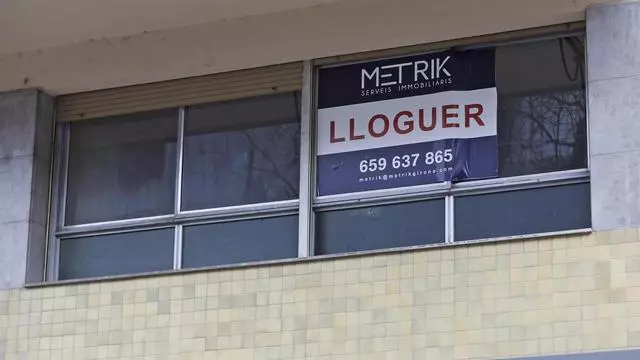 METRIK
SERVEIS IMMOBILIARIS
LLOGUER
659 637 865
metrik@metrikgirona.com